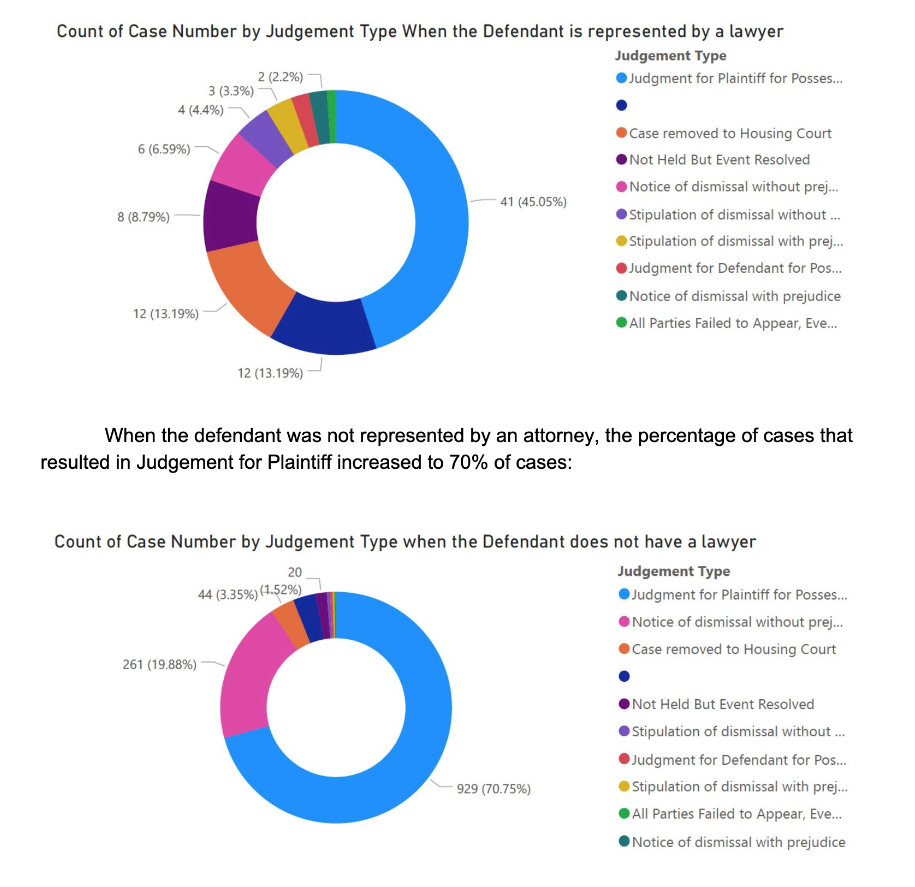 Count of Case Number by Judgement Type When the Defendant is represented by a lawyer
Judgement Type
Judgment for Plaintiff for Posses...
Case removed to Housing Court
Not Held But Event Resolved
Notice of dismissal without prej...
Stipulation of dismissal without ...
Stipulation of dismissal with prej...
Judgment for Defendant for Pos...
Notice of dismissal with prejudice
All Parties Failed to Appear, Eve...
2 (2.2%)
3 (3.3%)
4 (4.4%)
6 (6.59%)
8 (8.79%)
12 (13.19%)
12 (13.19%)
41 (45.05%)
When the defendant was not represented by an attorney, the percentage of cases that
resulted in Judgement for Plaintiff increased to 70% of cases:
Count of Case Number by Judgement Type when the Defendant does not have a lawyer
Judgement Type
Judgment for Plaintiff for Posses...
Notice of dismissal without prej...
Case removed to Housing Court
Not Held But Event Resolved
Stipulation of dismissal without ...
Judgment for Defendant for Pos...
Stipulation of dismissal with prej...
All Parties Failed to Appear, Eve...
Notice of dismissal with prejudice
20
(1.52%)
44 (3.35%)
261 (19.88%)
929 (70.75%)